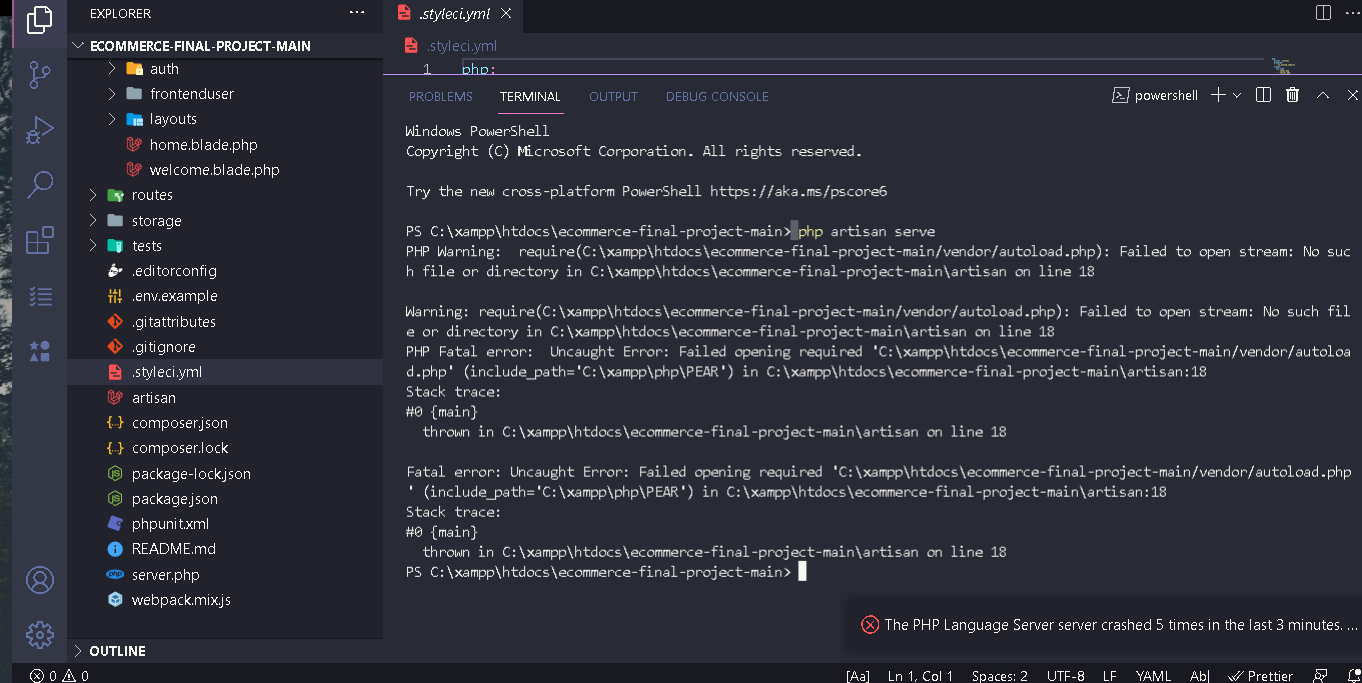 EXPLORER
ECOMMERCE-FINAL-PROJECT-MAIN
auth
frontenduser
layouts
home.blade.php
welcome.blade.php
routes
storage
tests
.editorconfig
.env.example
.gitattributes
.gitignore
.styleci.yml
artisan
composer.json
composer.lock
package-lock.json
package.json
phpunit.xml
README.md
server.php
webpack.mix.js
OUTLINE
.styleci.yml
.styleci.yml
1 php:
PROBLEMS TERMINAL OUTPUT DEBUG CONSOLE
powershell
Windows PowerShell
Copyright (C) Microsoft Corporation. All rights reserved.
Try the new cross-platform PowerShell https://aka.ms/pscore6
PS C:\xampp\htdocs\ecommerce-final-project-main> php artisan serve
PHP Warning:  require(C:\xampp\htdocs\ecommerce-final-project-main/vendor/autoload.php): Failed to open stream: No suc
h file or directory in C:\xampp\htdocs\ecommerce-final-project-main\artisan on line 18
Warning: require(C:\xampp\htdocs\ecommerce-final-project-main/vendor/autoload.php): Failed to open stream: No such fil
e or directory in C:\xampp\htdocs\ecommerce-final-project-main\artisan on line 18
PHP Fatal error:  Uncaught Error: Failed opening required 'C:\xampp\htdocs\ecommerce-final-project-main/vendor/autoloa
d.php' (include_path='C:\xampp\php\PEAR') in C:\xampp\htdocs\ecommerce-final-project-main\artisan:18
Stack trace:
#0 {main}
  thrown in C:\xampp\htdocs\ecommerce-final-project-main\artisan on line 18
Fatal error: Uncaught Error: Failed opening required 'C:\xampp\htdocs\ecommerce-final-project-main/vendor/autoload.php
' (include_path='C:\xampp\php\PEAR') in C:\xampp\htdocs\ecommerce-final-project-main\artisan:18
Stack trace:
#0 {main}
  thrown in C:\xampp\htdocs\ecommerce-final-project-main\artisan on line 18
PS C:\xampp\htdocs\ecommerce-final-project-main>
The PHP Language Server server crashed 5 times in the last 3 minutes. ...
0 0 [Aa] Ln 1, Col 1 Spaces: 2 UTF-8 LF YAML Ab| Prettier